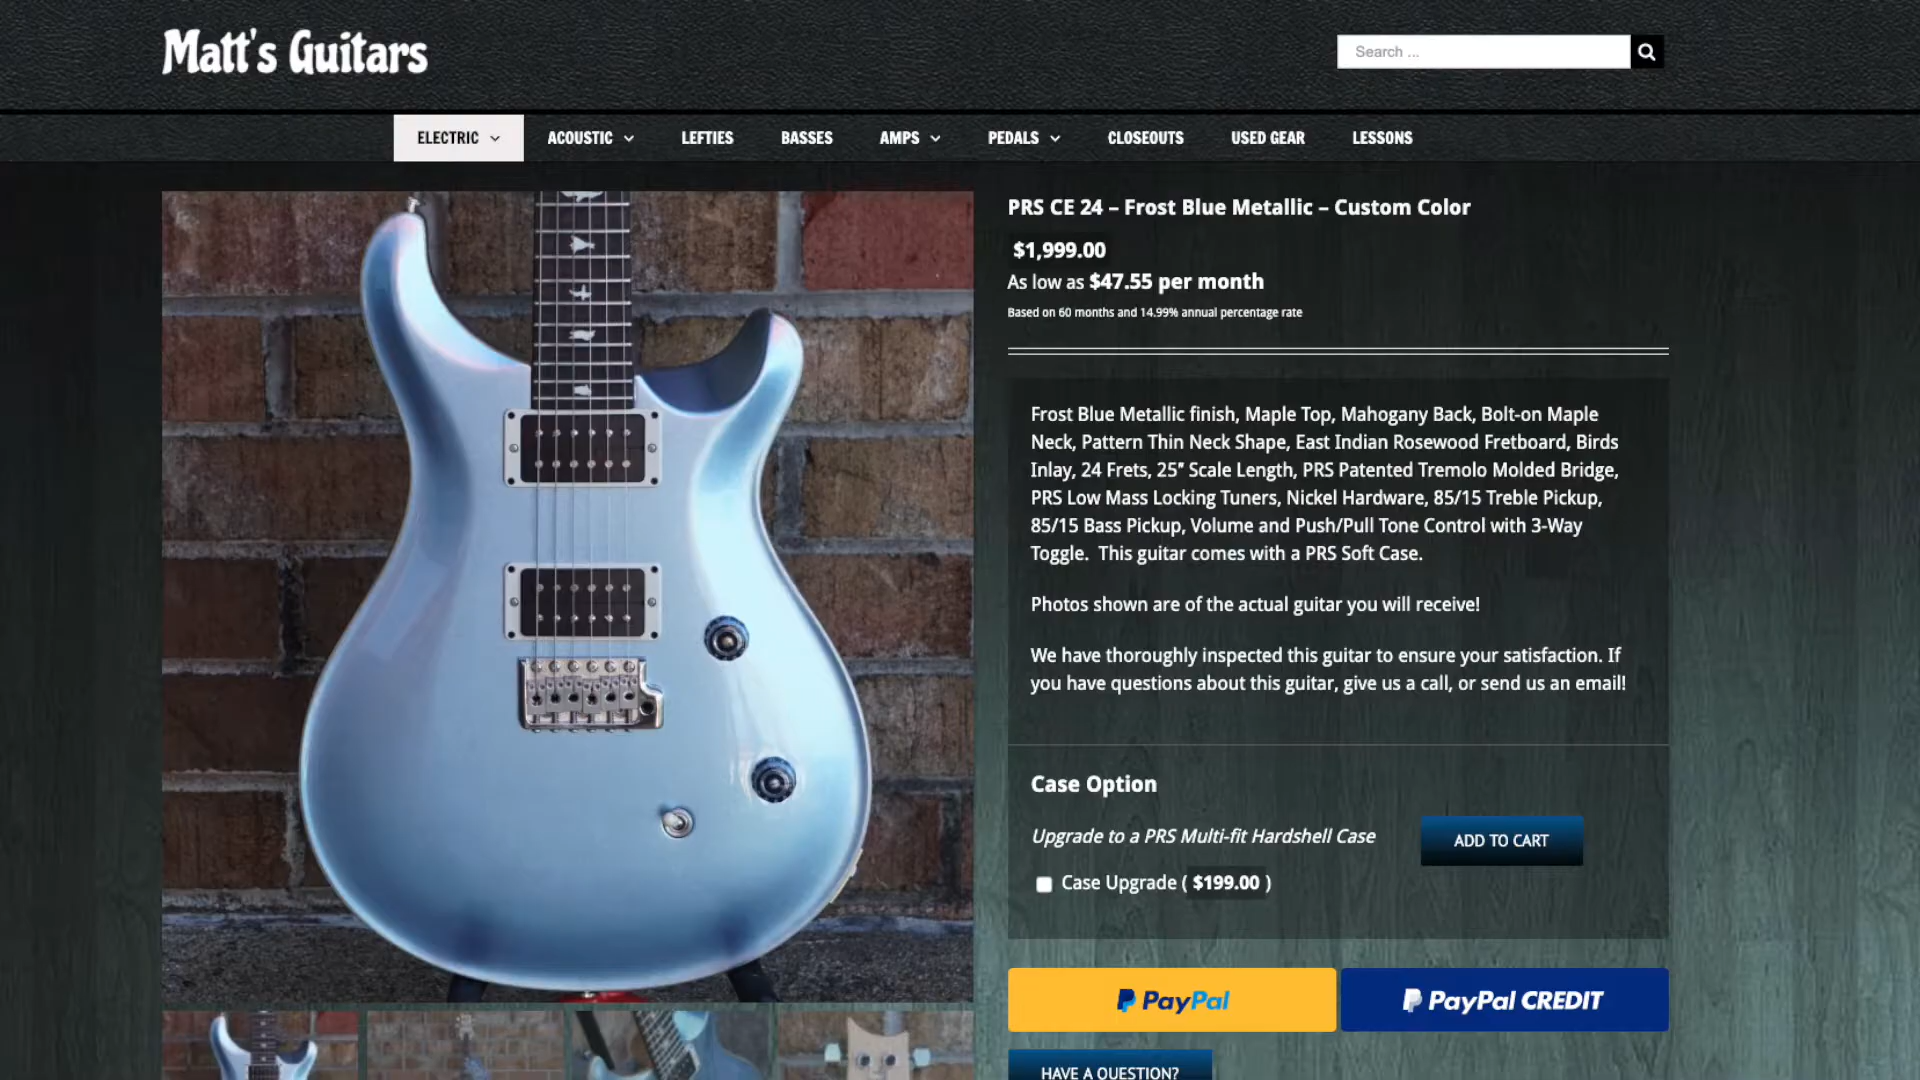 Matt's Guitars
Search ...
ELECTRIC
ACOUSTIC
LEFTIES
BASSES
AMPS
PEDALS
CLOSEOUTS
USED GEAR
LESSONS
PRS CE 24 – Frost Blue Metallic – Custom Color
$1,999.00
As low as $47.55 per month
Based on 60 months and 14.99% annual percentage rate
Frost Blue Metallic finish, Maple Top, Mahogany Back, Bolt-on Maple
Neck, Pattern Thin Neck Shape, East Indian Rosewood Fretboard, Birds
Inlay, 24 Frets, 25″ Scale Length, PRS Patented Tremolo Molded Bridge,
PRS Low Mass Locking Tuners, Nickel Hardware, 85/15 Treble Pickup,
85/15 Bass Pickup, Volume and Push/Pull Tone Control with 3-Way
Toggle.  This guitar comes with a PRS Soft Case.
Photos shown are of the actual guitar you will receive!
We have thoroughly inspected this guitar to ensure your satisfaction. If
you have questions about this guitar, give us a call, or send us an email!
Case Option
Upgrade to a PRS Multi-fit Hardshell Case
ADD TO CART
Case Upgrade ( $199.00 )
PayPal
PayPal CREDIT
HAVE A QUESTION?